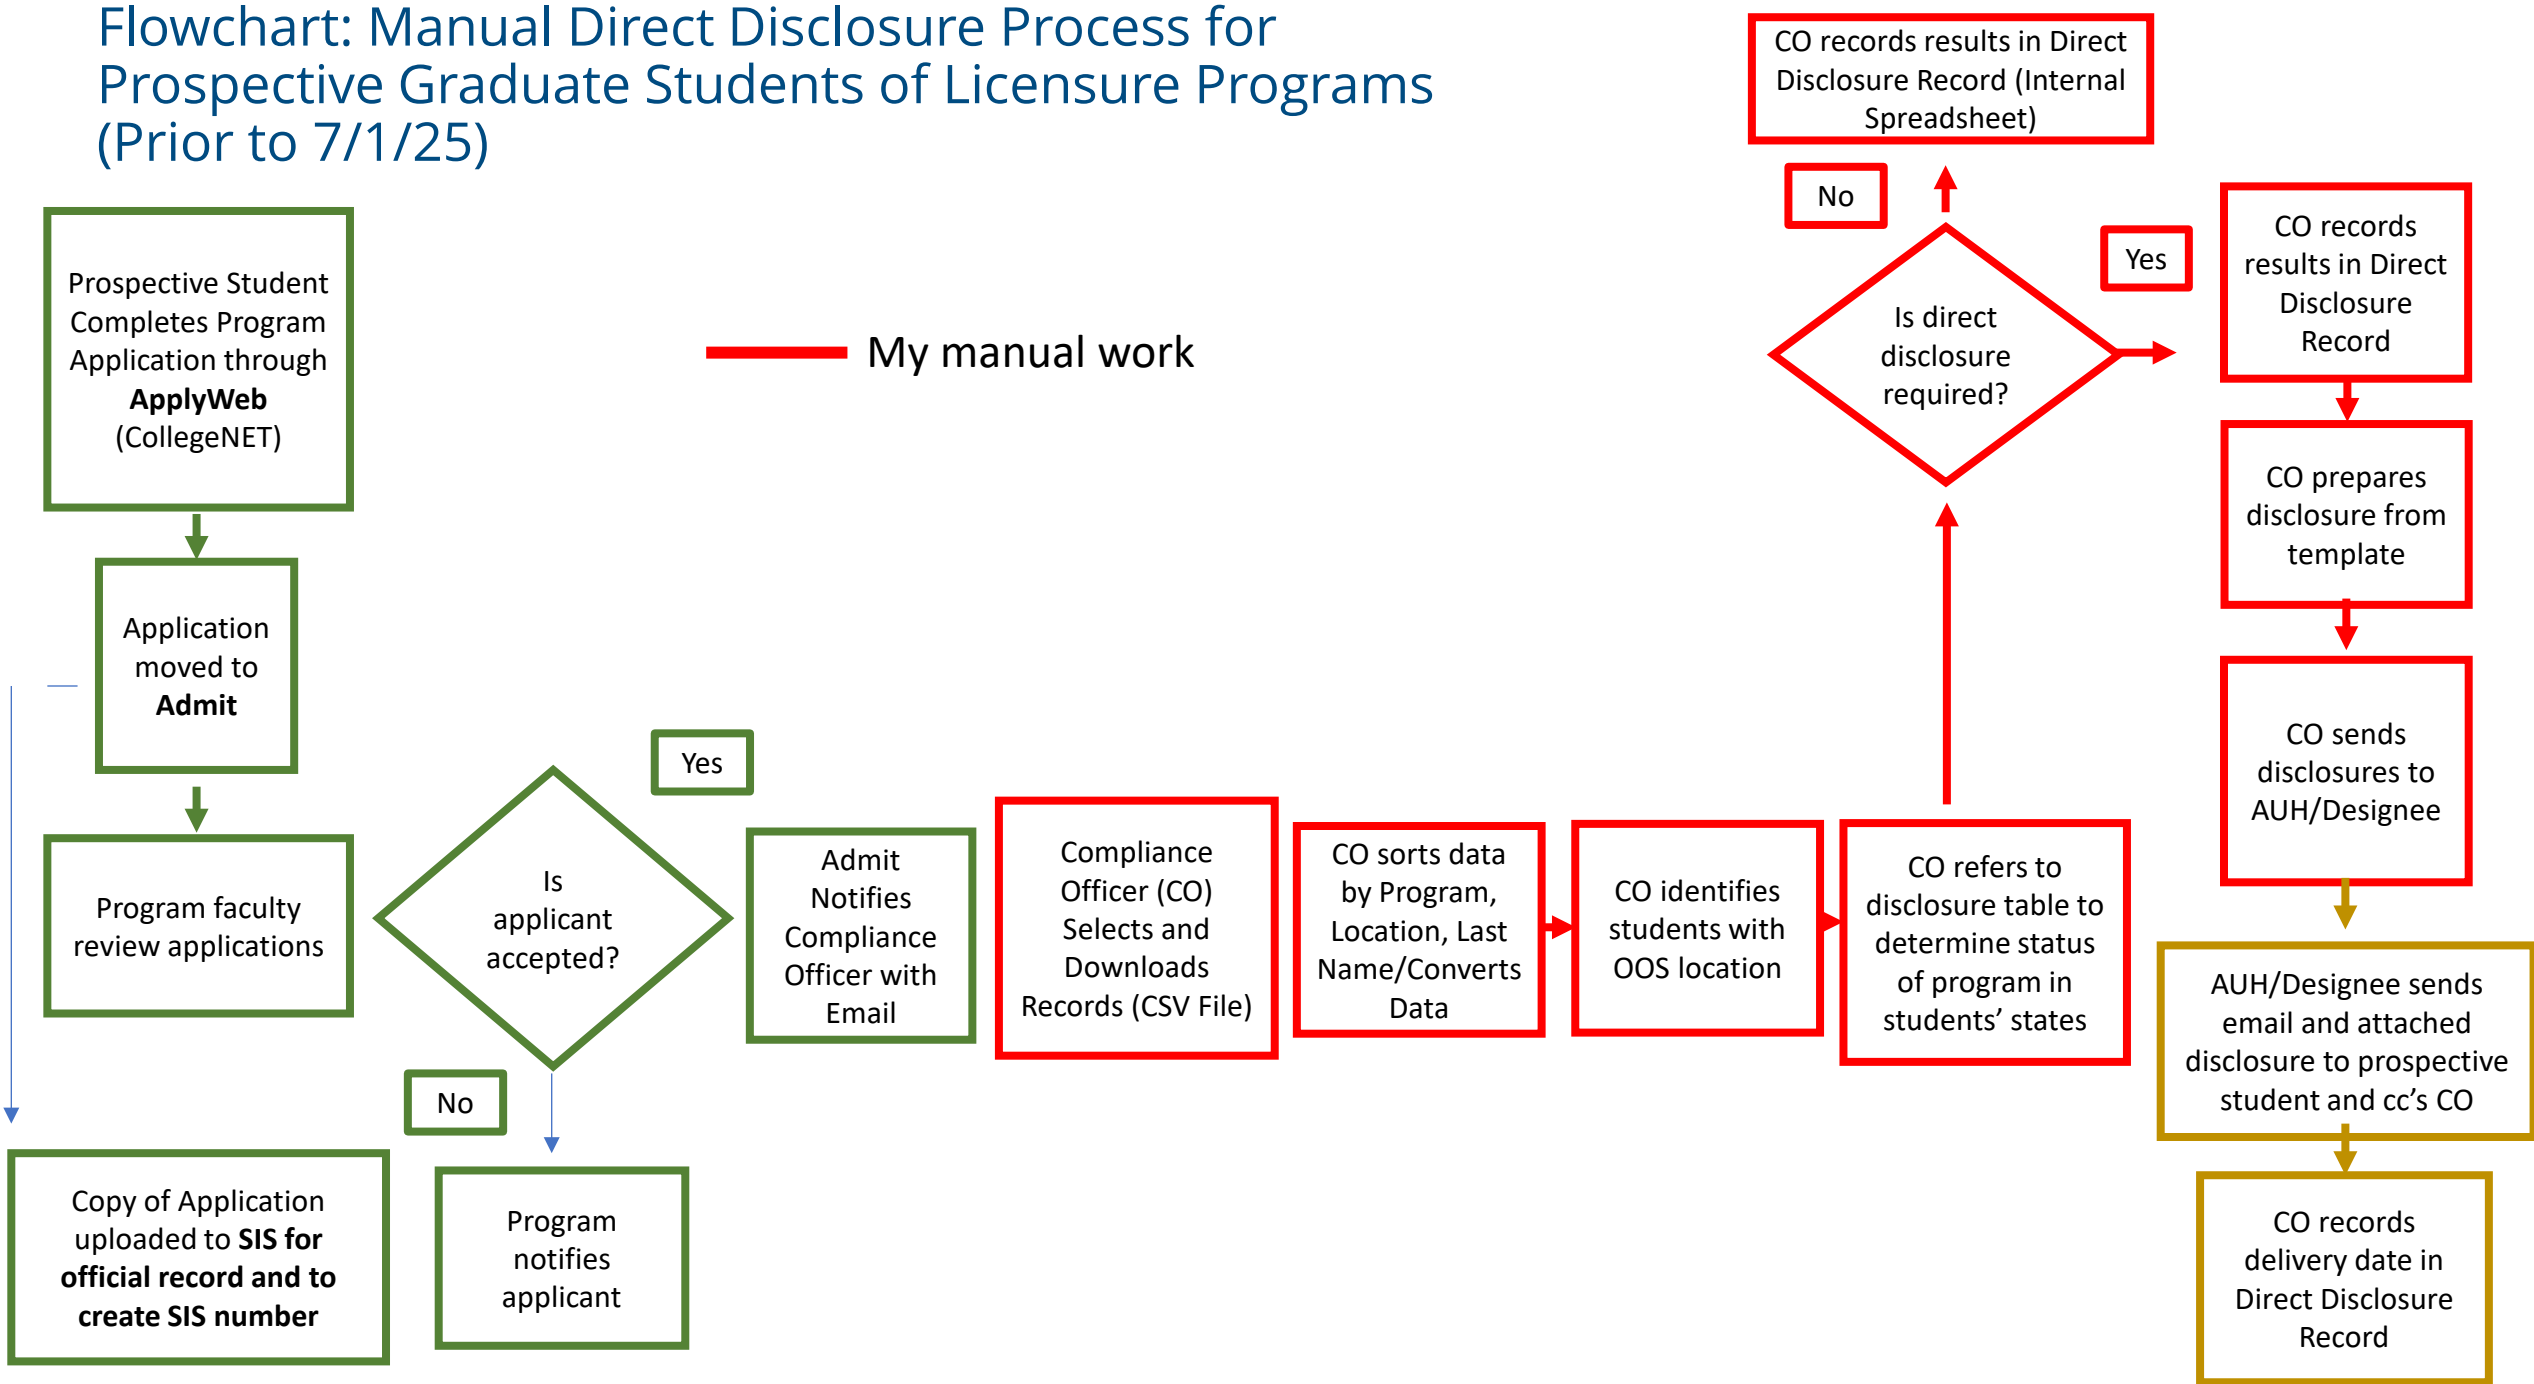 Flowchart: Manual Direct Disclosure Process for
Prospective Graduate Students of Licensure Programs
(Prior to 7/1/25)
My manual work
Prospective Student
Completes Program
Application through
ApplyWeb
(CollegeNET)
Application
moved to
Admit
Program faculty
review applications
Copy of Application
uploaded to SIS for
official record and to
create SIS number
Is
applicant
accepted?
Yes
No
Program
notifies
applicant
Admit
Notifies
Compliance
Officer with
Email
Compliance
Officer (CO)
Selects and
Downloads
Records (CSV File)
CO sorts data
by Program,
Location, Last
Name/Converts
Data
CO identifies
students with
OOS location
CO refers to
disclosure table to
determine status
of program in
students’ states
Is direct
disclosure
required?
No
CO records results in Direct
Disclosure Record (Internal
Spreadsheet)
Yes
CO records
results in Direct
Disclosure
Record
CO prepares
disclosure from
template
CO sends
disclosures to
AUH/Designee
AUH/Designee sends
email and attached
disclosure to prospective
student and cc’s CO
CO records
delivery date in
Direct Disclosure
Record